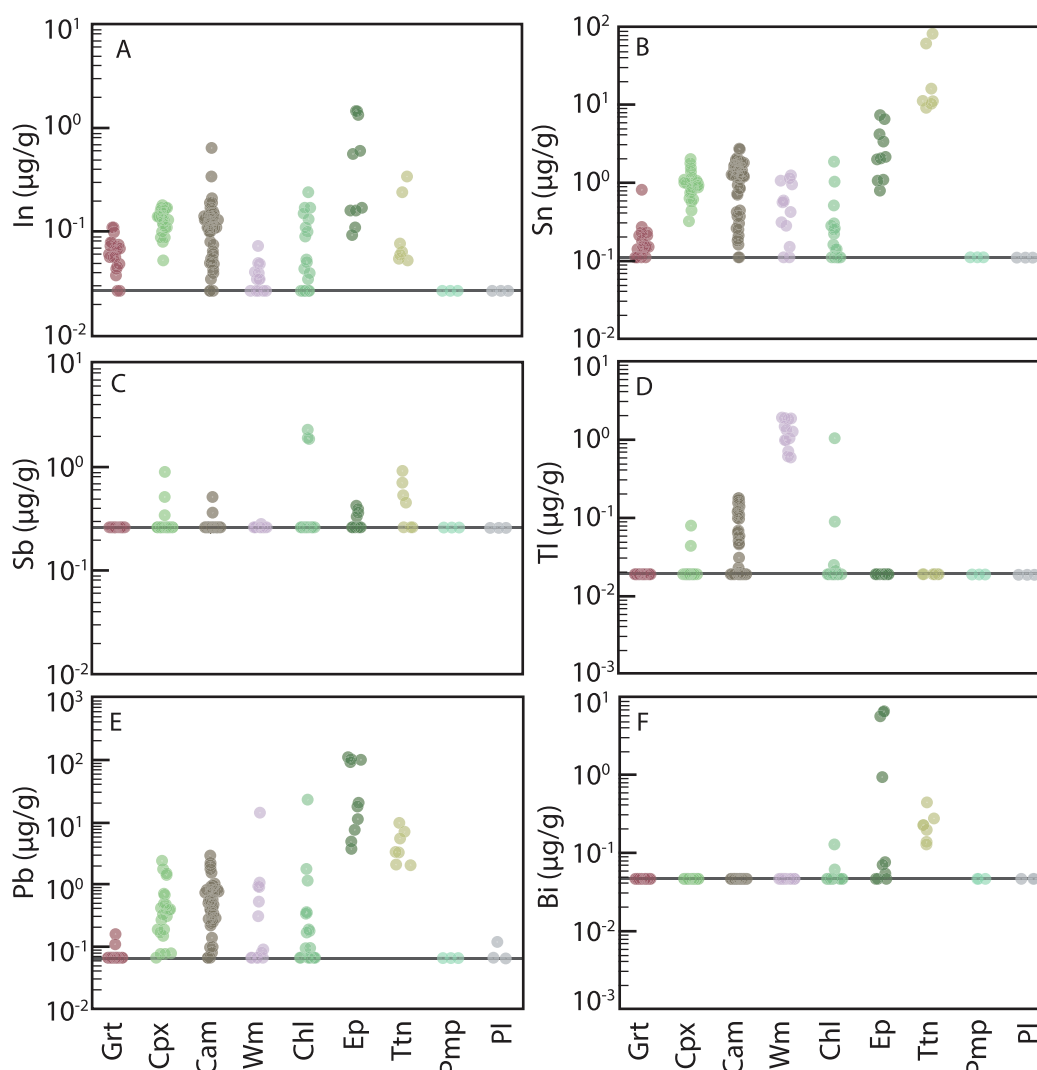 A
In (μg/g)
10¹
10⁰
10⁻¹
10⁻²
B
Sn (μg/g)
10²
10¹
10⁰
10⁻¹
10⁻²
C
Sb (μg/g)
10¹
10⁰
10⁻¹
10⁻²
D
Tl (μg/g)
10¹
10⁰
10⁻¹
10⁻²
10⁻³
E
Pb (μg/g)
10³
10²
10¹
10⁰
10⁻¹
10⁻²
F
Bi (μg/g)
10¹
10⁰
10⁻¹
10⁻²
10⁻³
Grt Cpx Cam Wm Chl Ep Ttn Pmp Pl
Grt Cpx Cam Wm Chl Ep Ttn Pmp Pl